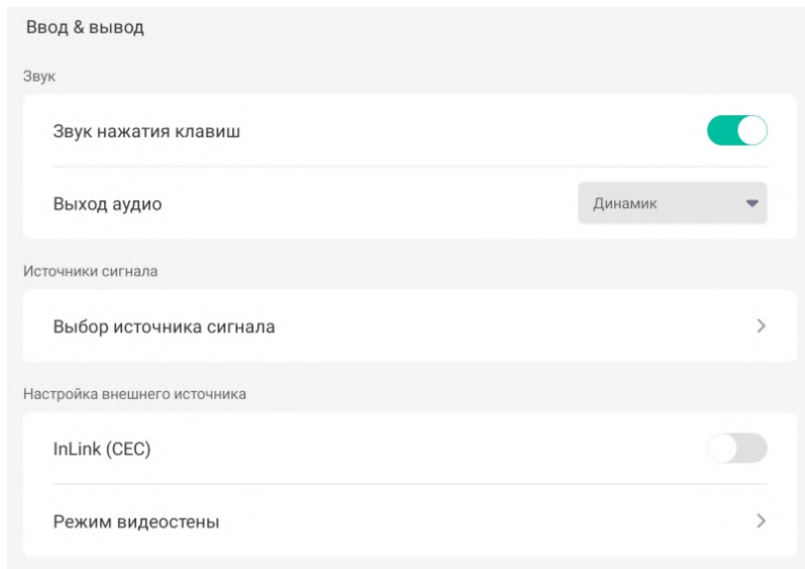 Ввод & вывод
Звук
Звук нажатия клавиш
Выход аудио
Динамик
Источники сигнала
Выбор источника сигнала
Настройка внешнего источника
InLink (CEC)
Режим видеостены